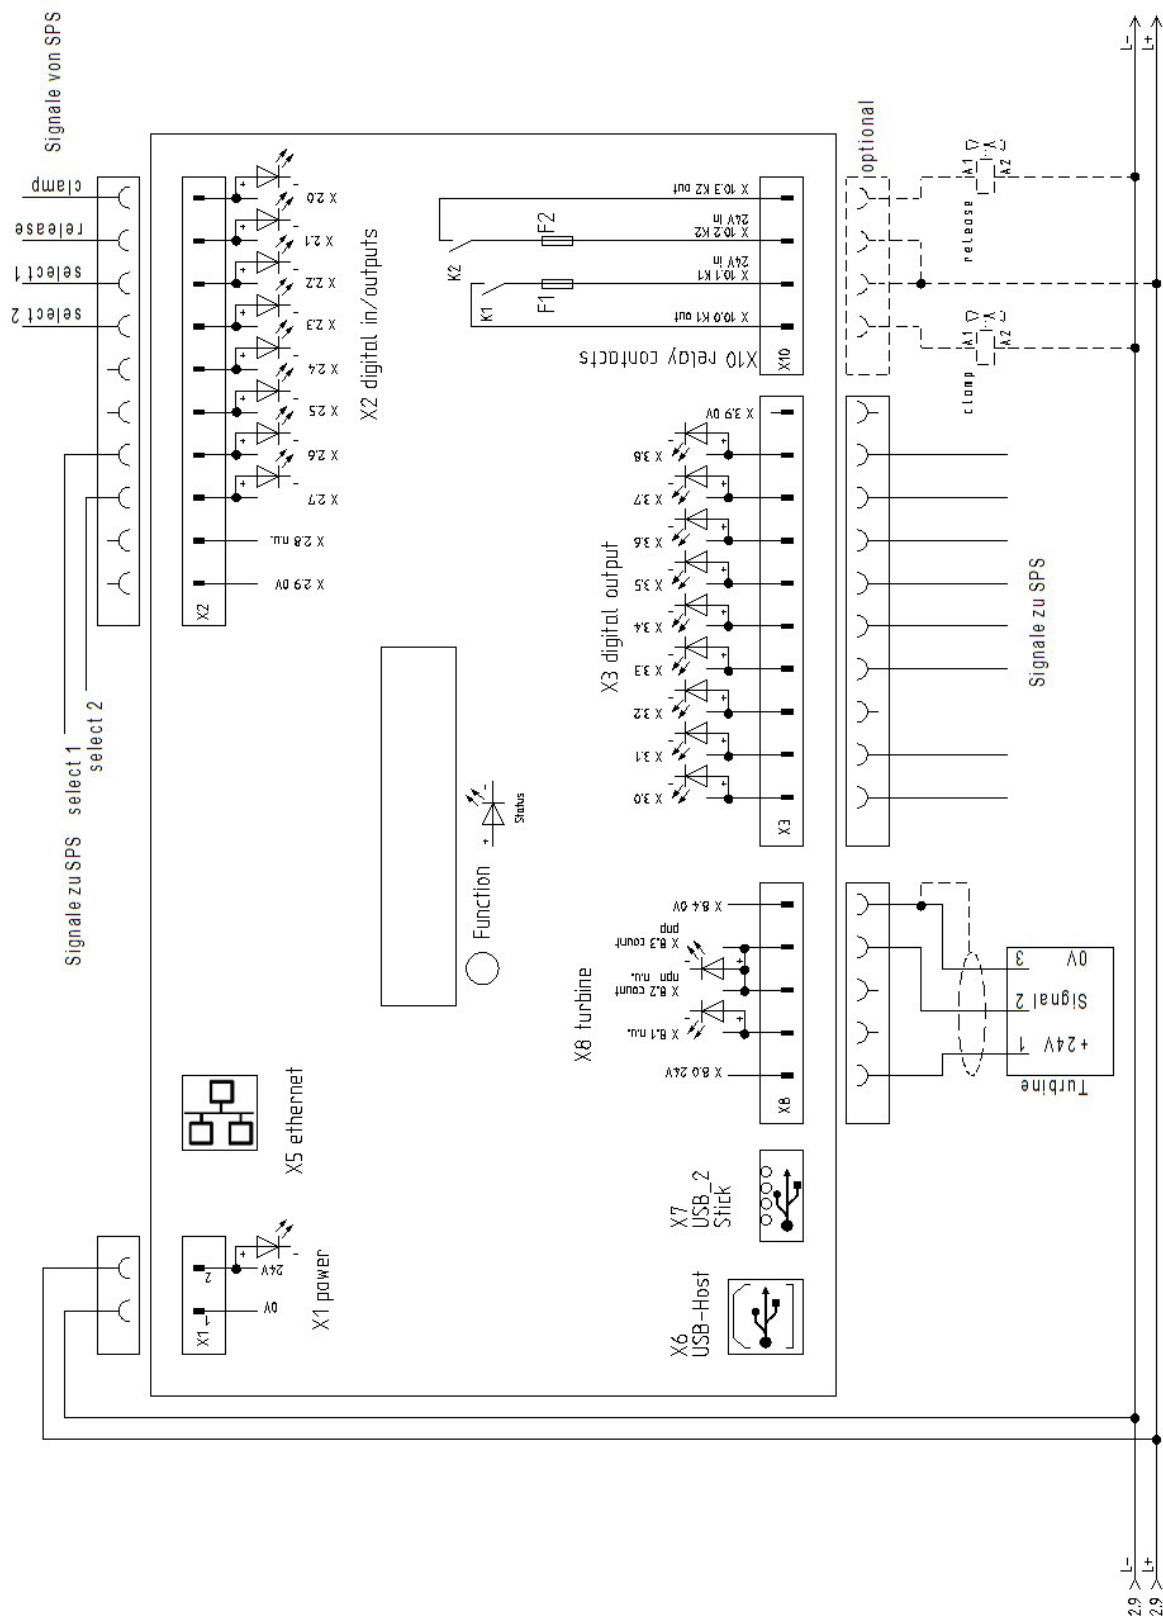 Signale von SPS
clamp
release
select 1
select 2
Signale zu SPS
select 1
select 2
X2
X 2.0
X 2.1
X 2.2
X 2.3
X 2.4
X 2.5
X 2.6
X 2.7
X 2.8 n.u.
X 2.9 0V
X2 digital in/outputs
X 10.3 K2 out
24V in
X 10.2 K2
24V in
X 10.1 K1
X 10.0 K1 out
K2
F2
K1
F1
X10 relay contacts
X10
optional
release
A1
A2
clamp
A1
A2
L-
L+
X 3.9 0V
X 3.8
X 3.7
X 3.6
X 3.5
X 3.4
X 3.3
X 3.2
X 3.1
X 3.0
X3 digital output
X3
Signale zu SPS
Status
Function
X 8.4 0V
pnp
X 8.3 count
npn n.u.
X 8.2 count
X 8.1 n.u.
X 8.0 24V
X8 turbine
X8
3 0V
2 Signal
1 +24V
Turbine
X5 ethernet
X7
USB_2
Stick
X6
USB-Host
X1
2
1
24V
0V
X1 power
2.9 L-
2.9 L+